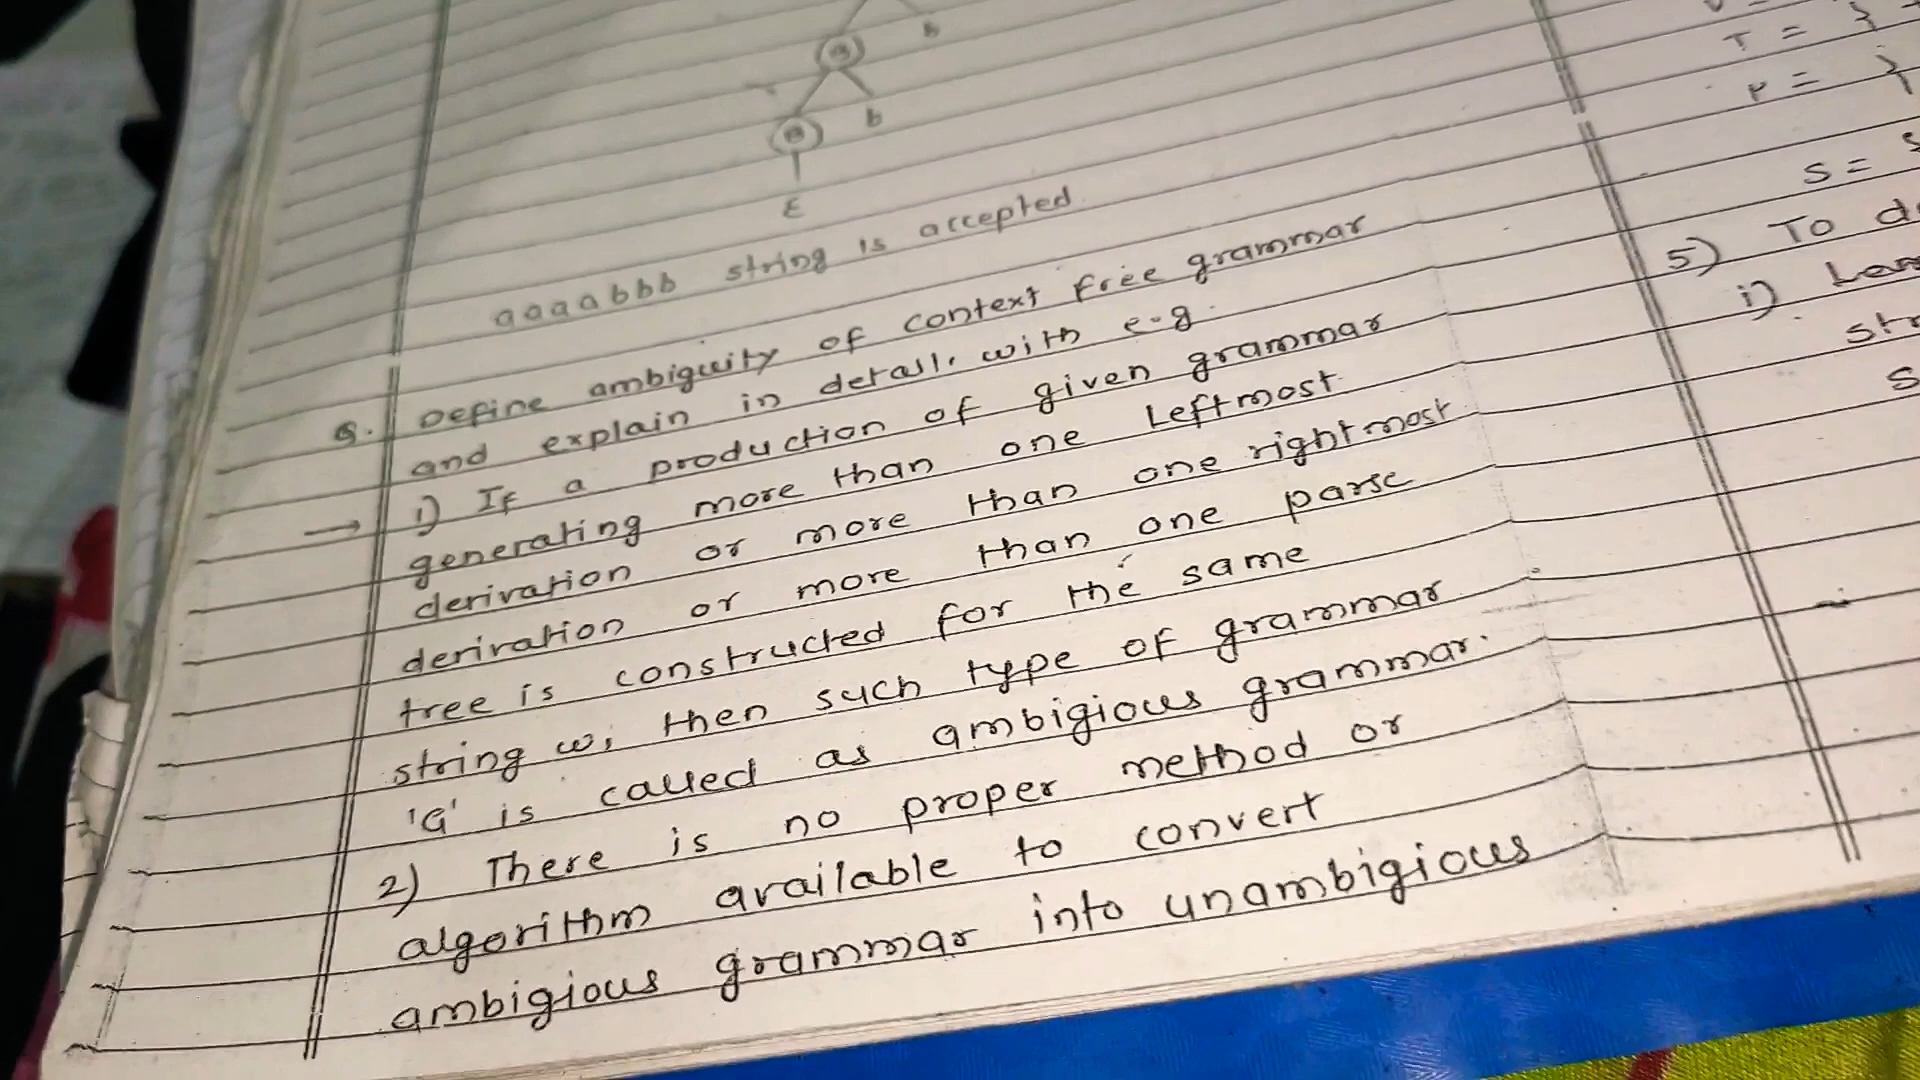 b
B
b
B
ε
aaaabbb string is accepted
Q. Define ambiguity of context free grammar
and explain in detail. with e.g.
→ 1) If a production of given grammar
generating more than one Leftmost
derivation or more than one rightmost
derivation or more than one parse
tree is constructed for the same
string w, then such type of grammar
'G' is called as ambigious grammar.
2) There is no proper method or
algorithm available to convert
ambigious grammar into unambigious
T = }
P = }
S =
5) To
i)